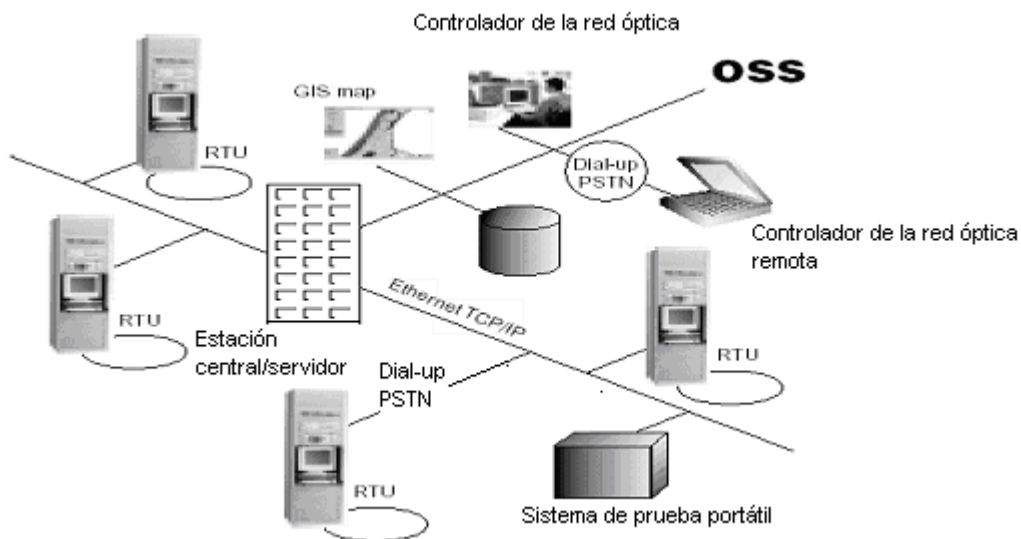 Controlador de la red óptica
oss
GIS map
RTU
Dial-up
PSTN
Controlador de la red óptica
remota
RTU
Ethernet TCP/IP
Estación
central/servidor
RTU
Dial-up
PSTN
RTU
Sistema de prueba portátil